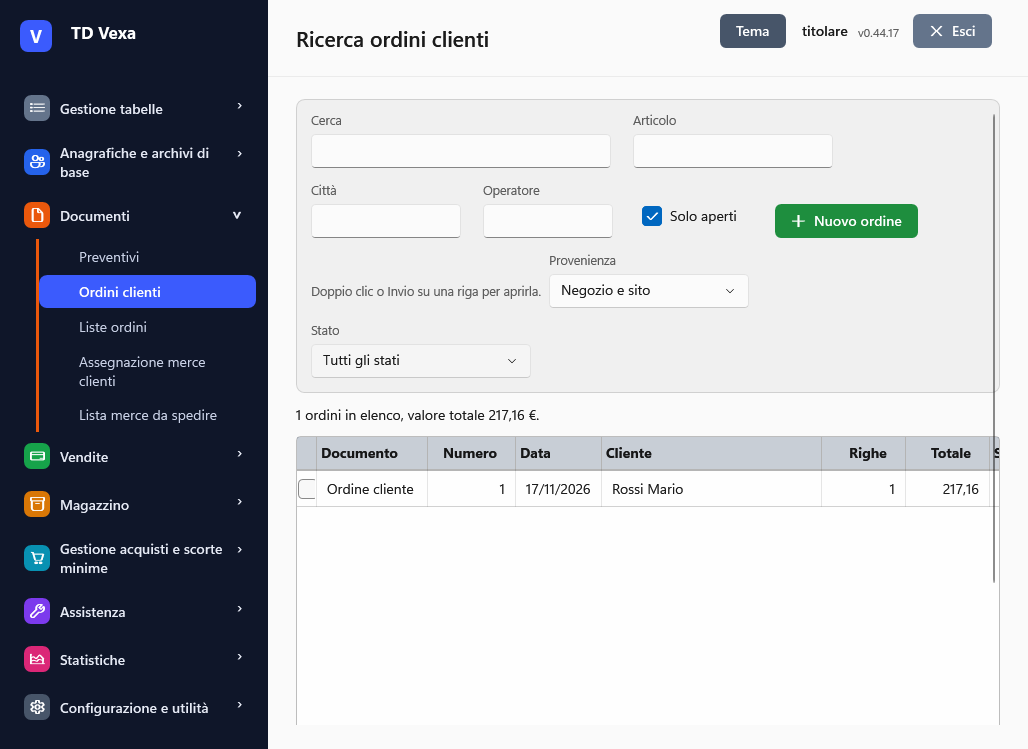 V
TD Vexa
Gestione tabelle
Anagrafiche e archivi di
base
Documenti
Preventivi
Ordini clienti
Liste ordini
Assegnazione merce
clienti
Lista merce da spedire
Vendite
Magazzino
Gestione acquisti e scorte
minime
Assistenza
Statistiche
Configurazione e utilità
Ricerca ordini clienti
Tema titolare v0.44.17 Esci
Cerca Articolo
Città Operatore
Solo aperti Nuovo ordine
Provenienza
Doppio clic o Invio su una riga per aprirla. Negozio e sito
Stato
Tutti gli stati
1 ordini in elenco, valore totale 217,16 €.
Documento Numero Data Cliente Righe Totale
Ordine cliente 1 17/11/2026 Rossi Mario 1 217,16